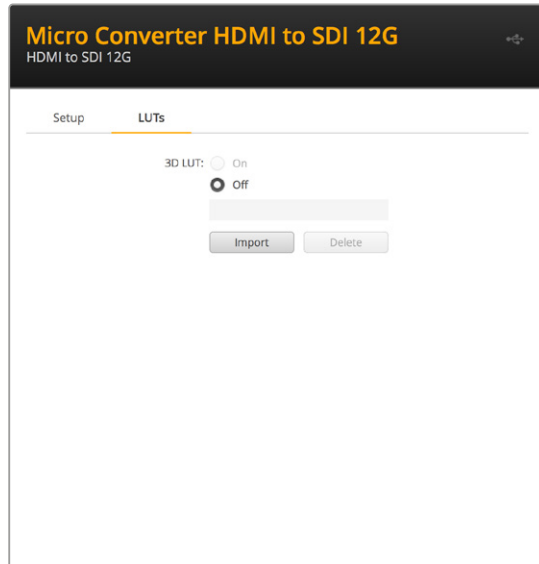 Micro Converter HDMI to SDI 12G
HDMI to SDI 12G
Setup LUTs
3D LUT: On
Off
Import Delete